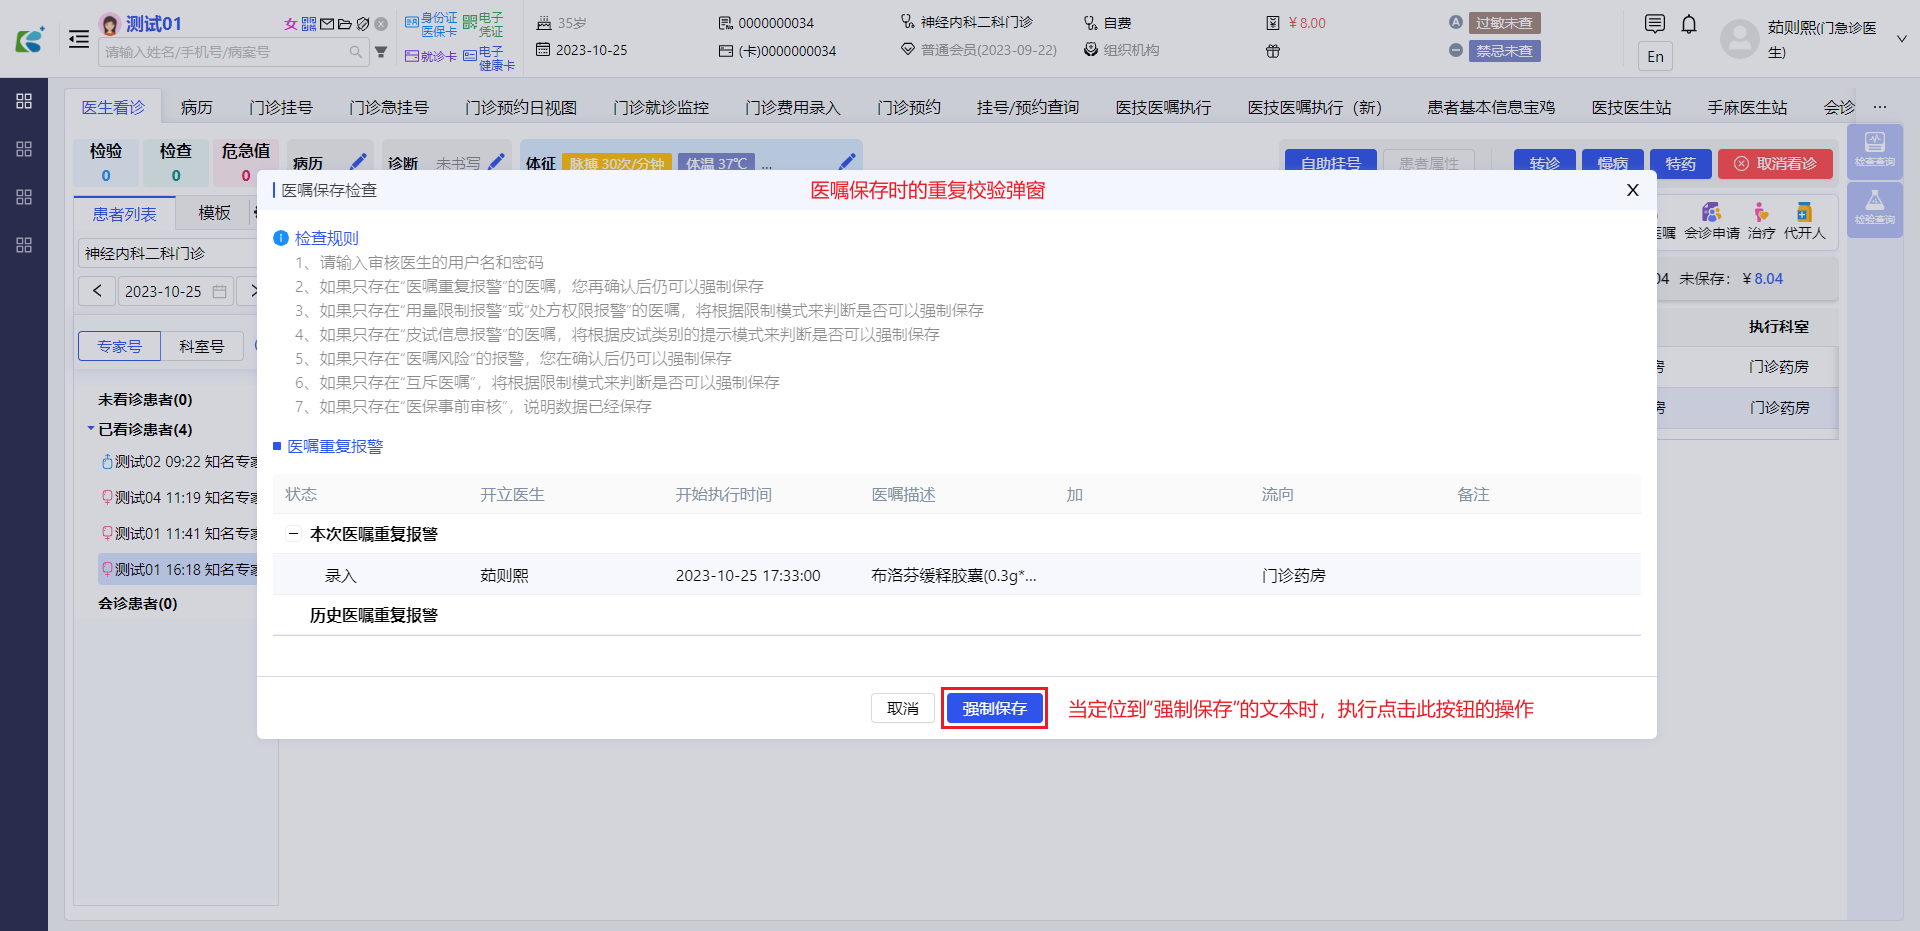 测试01
女
请输入姓名/手机号/病案号
身份证
医保卡
电子
凭证
就诊卡
电子
健康卡
35岁
2023-10-25
0000000034
(卡)0000000034
神经内科二科门诊
普通会员(2023-09-22)
自费
组织机构
￥8.00
过敏未查
禁忌未查
En
茹则熙(门急诊医
生)
医生看诊
病历
门诊挂号
门诊急挂号
门诊预约日视图
门诊就诊监控
门诊费用录入
门诊预约
挂号/预约查询
医技医嘱执行
医技医嘱执行（新）
患者基本信息宝鸡
医技医生站
手麻医生站
会诊
...
检验
0
检查
0
危急值
0
病历
诊断
未书写
体征
脉搏 30次/分钟
体温 37℃
...
自助挂号
患者属性
转诊
慢病
特药
取消看诊
检查查询
检验查询
患者列表
模板
神经内科二科门诊
2023-10-25
专家号
科室号
未看诊患者(0)
已看诊患者(4)
测试02 09:22 知名专家
测试04 11:19 知名专家
测试01 11:41 知名专家
测试01 16:18 知名专家
会诊患者(0)
医嘱
会诊申请
治疗
代开人
04
未保存：
￥8.04
执行科室
门诊药房
门诊药房
医嘱保存检查
医嘱保存时的重复校验弹窗
X
检查规则
1、请输入审核医生的用户名和密码
2、如果只存在“医嘱重复报警”的医嘱，您再确认后仍可以强制保存
3、如果只存在“用量限制报警”或“处方权限报警”的医嘱，将根据限制模式来判断是否可以强制保存
4、如果只存在“皮试信息报警”的医嘱，将根据皮试类别的提示模式来判断是否可以强制保存
5、如果只存在“医嘱风险”的报警，您在确认后仍可以强制保存
6、如果只存在“互斥医嘱”，将根据限制模式来判断是否可以强制保存
7、如果只存在“医保事前审核”，说明数据已经保存
医嘱重复报警
状态
开立医生
开始执行时间
医嘱描述
加
流向
备注
本次医嘱重复报警
录入
茹则熙
2023-10-25 17:33:00
布洛芬缓释胶囊(0.3g*...
门诊药房
历史医嘱重复报警
取消
强制保存
当定位到“强制保存”的文本时，执行点击此按钮的操作